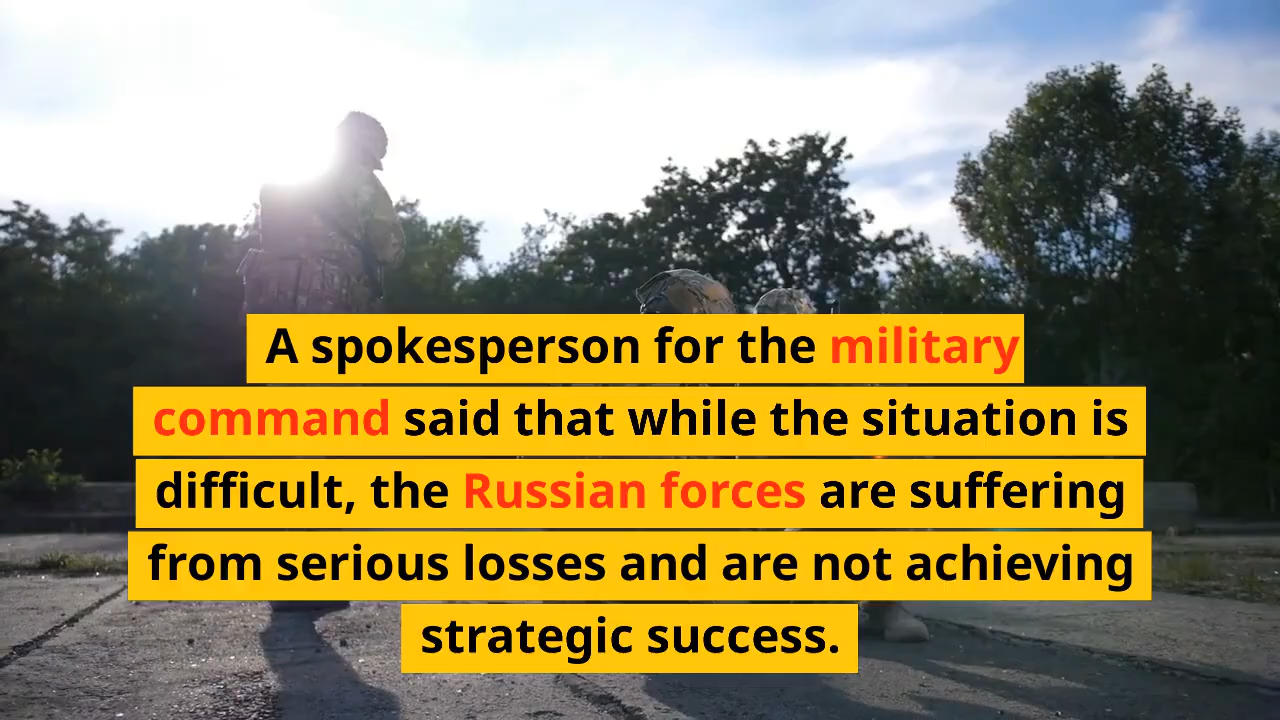 A spokesperson for the military
command said that while the situation is
difficult, the Russian forces are suffering
from serious losses and are not achieving
strategic success.